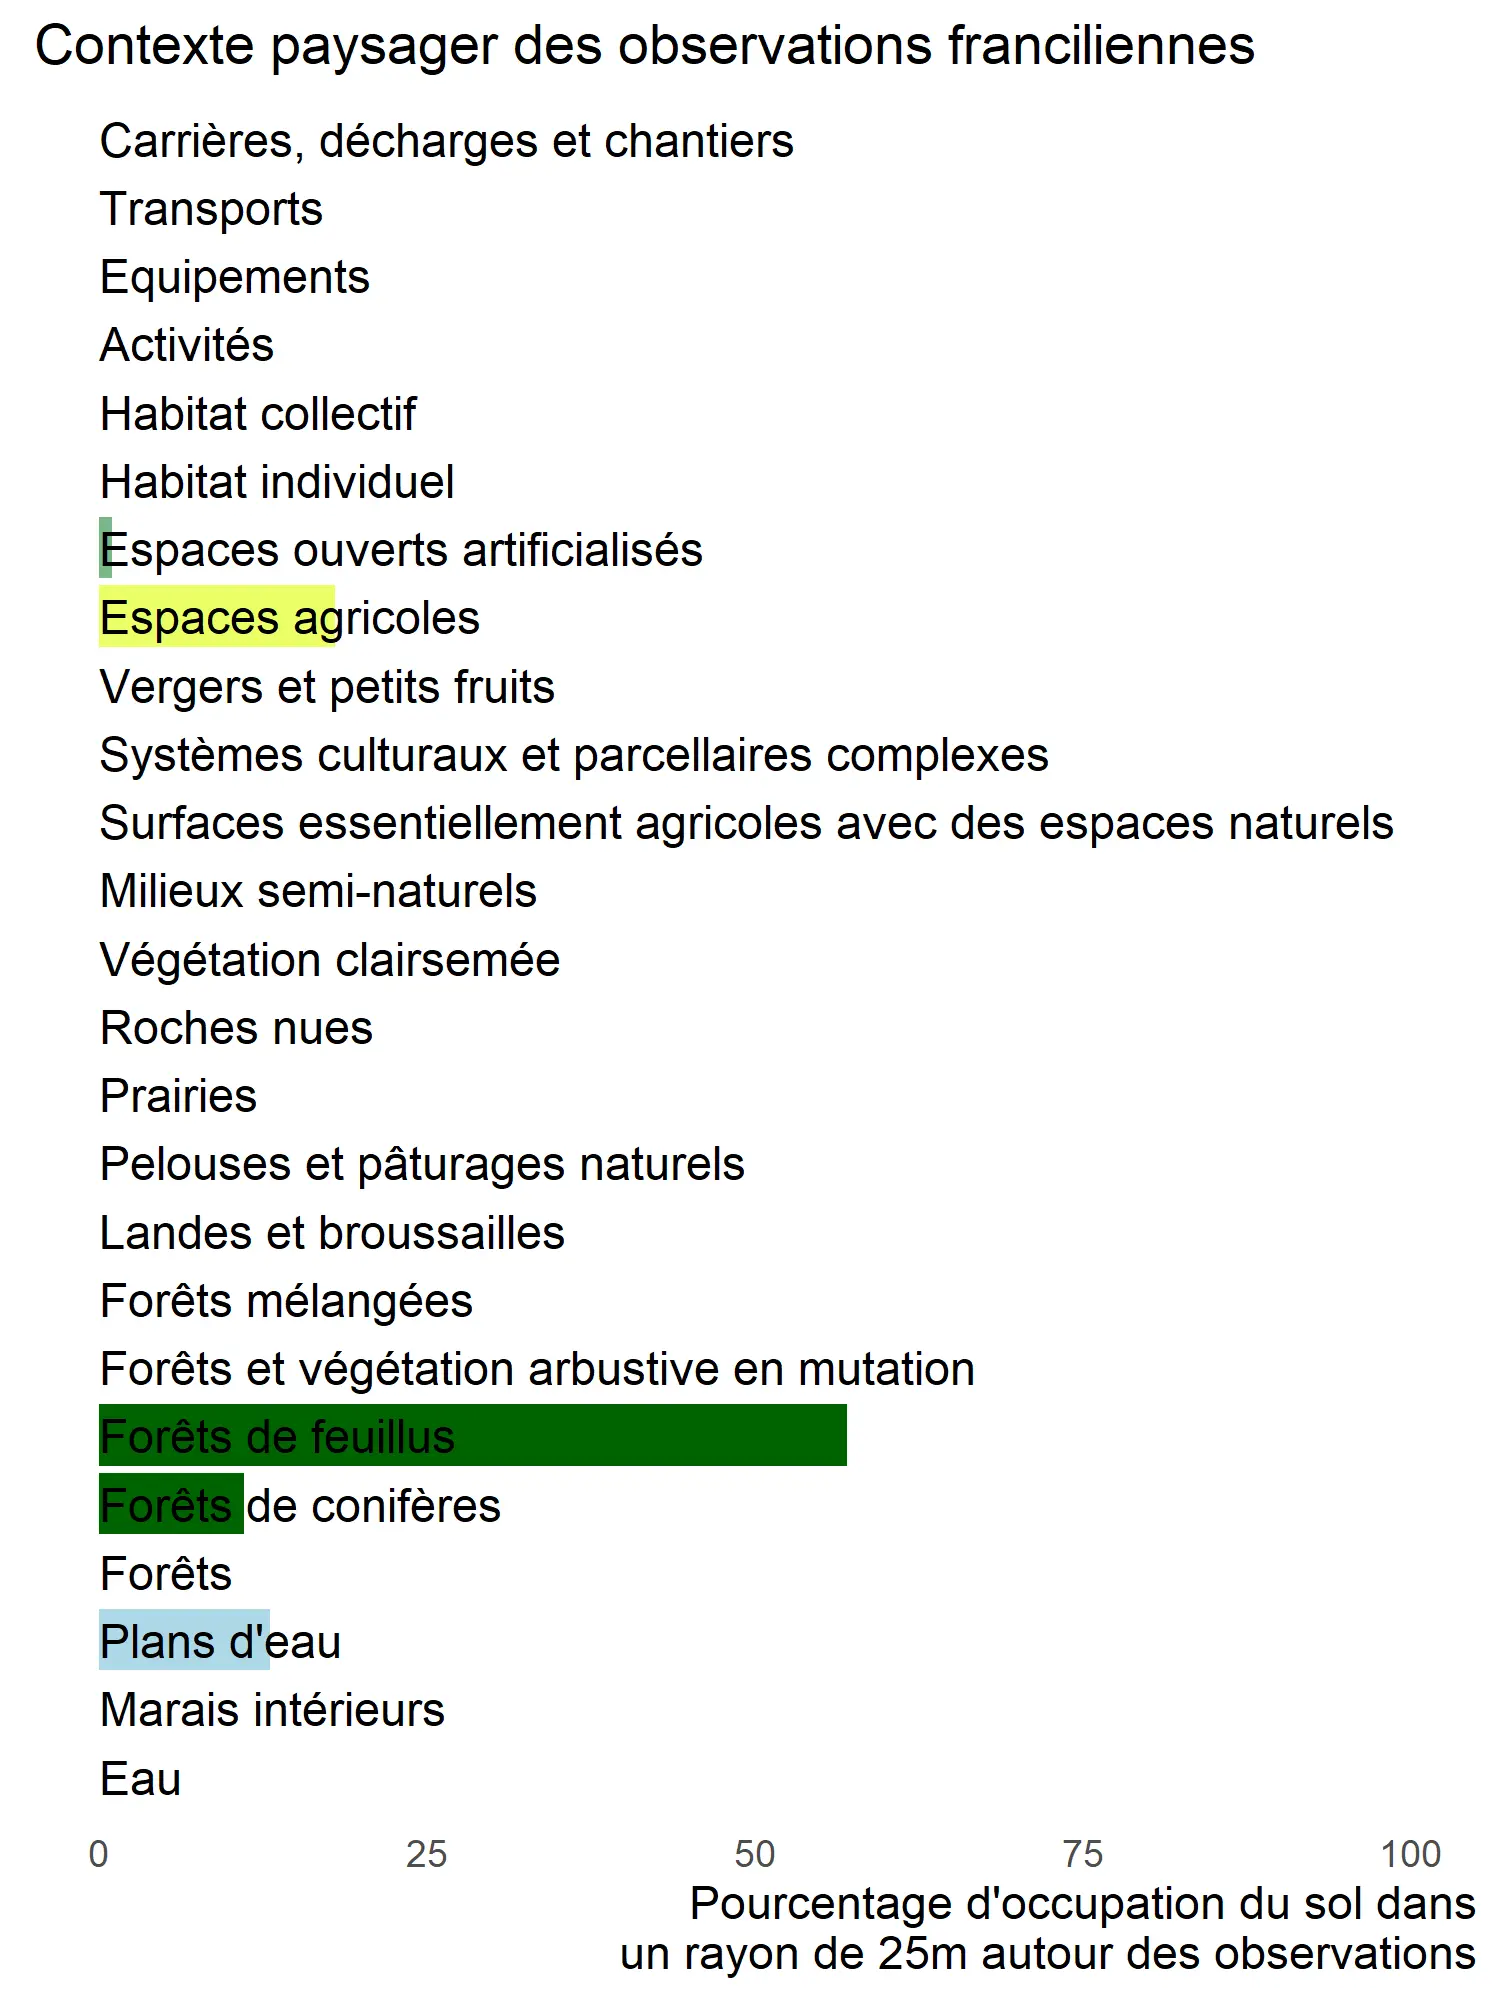 Contexte paysager des observations franciliennes
Carrières, décharges et chantiers
Transports
Equipements
Activités
Habitat collectif
Habitat individuel
Espaces ouverts artificialisés
Espaces agricoles
Vergers et petits fruits
Systèmes culturaux et parcellaires complexes
Surfaces essentiellement agricoles avec des espaces naturels
Milieux semi-naturels
Végétation clairsemée
Roches nues
Prairies
Pelouses et pâturages naturels
Landes et broussailles
Forêts mélangées
Forêts et végétation arbustive en mutation
Forêts de feuillus
Forêts de conifères
Forêts
Plans d'eau
Marais intérieurs
Eau
0 25 50 75 100
Pourcentage d'occupation du sol dans
un rayon de 25m autour des observations